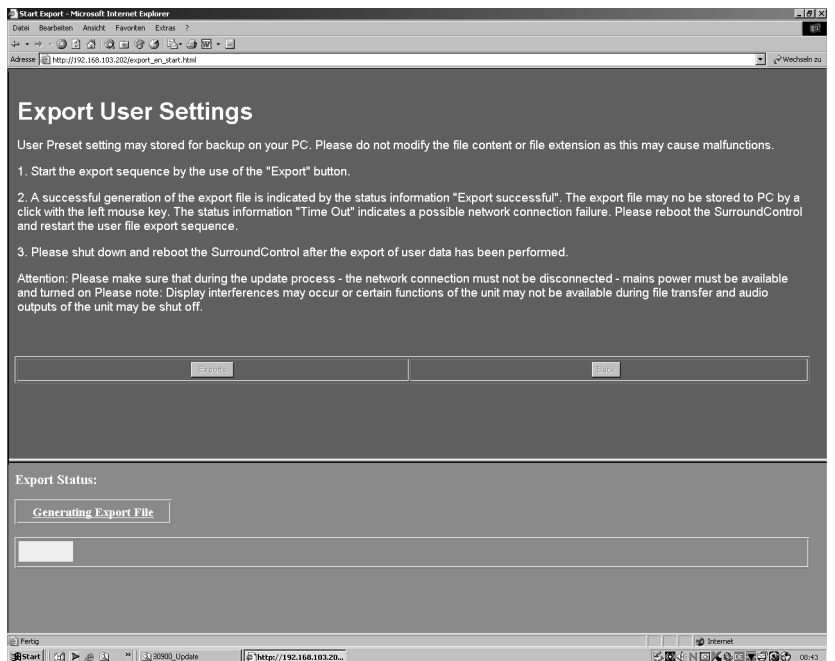 Start Export - Microsoft Internet Explorer
Datei Bearbeiten Ansicht Favoriten Extras ?
Adresse http://192.168.103.202/export_en_start.html Wechseln zu
Export User Settings
User Preset setting may stored for backup on your PC. Please do not modify the file content or file extension as this may cause malfunctions.
1. Start the export sequence by the use of the "Export" button.
2. A successful generation of the export file is indicated by the status information "Export successful". The export file may no be stored to PC by a
click with the left mouse key. The status information "Time Out" indicates a possible network connection failure. Please reboot the SurroundControl
and restart the user file export sequence.
3. Please shut down and reboot the SurroundControl after the export of user data has been performed.
Attention: Please make sure that during the update process - the network connection must not be disconnected - mains power must be available
and turned on Please note: Display interferences may occur or certain functions of the unit may not be available during file transfer and audio
outputs of the unit may be shut off.
Exports Back
Export Status:
Generating Export File
Fertig Internet
Start 30900_Update http://192.168.103.20... 08:43